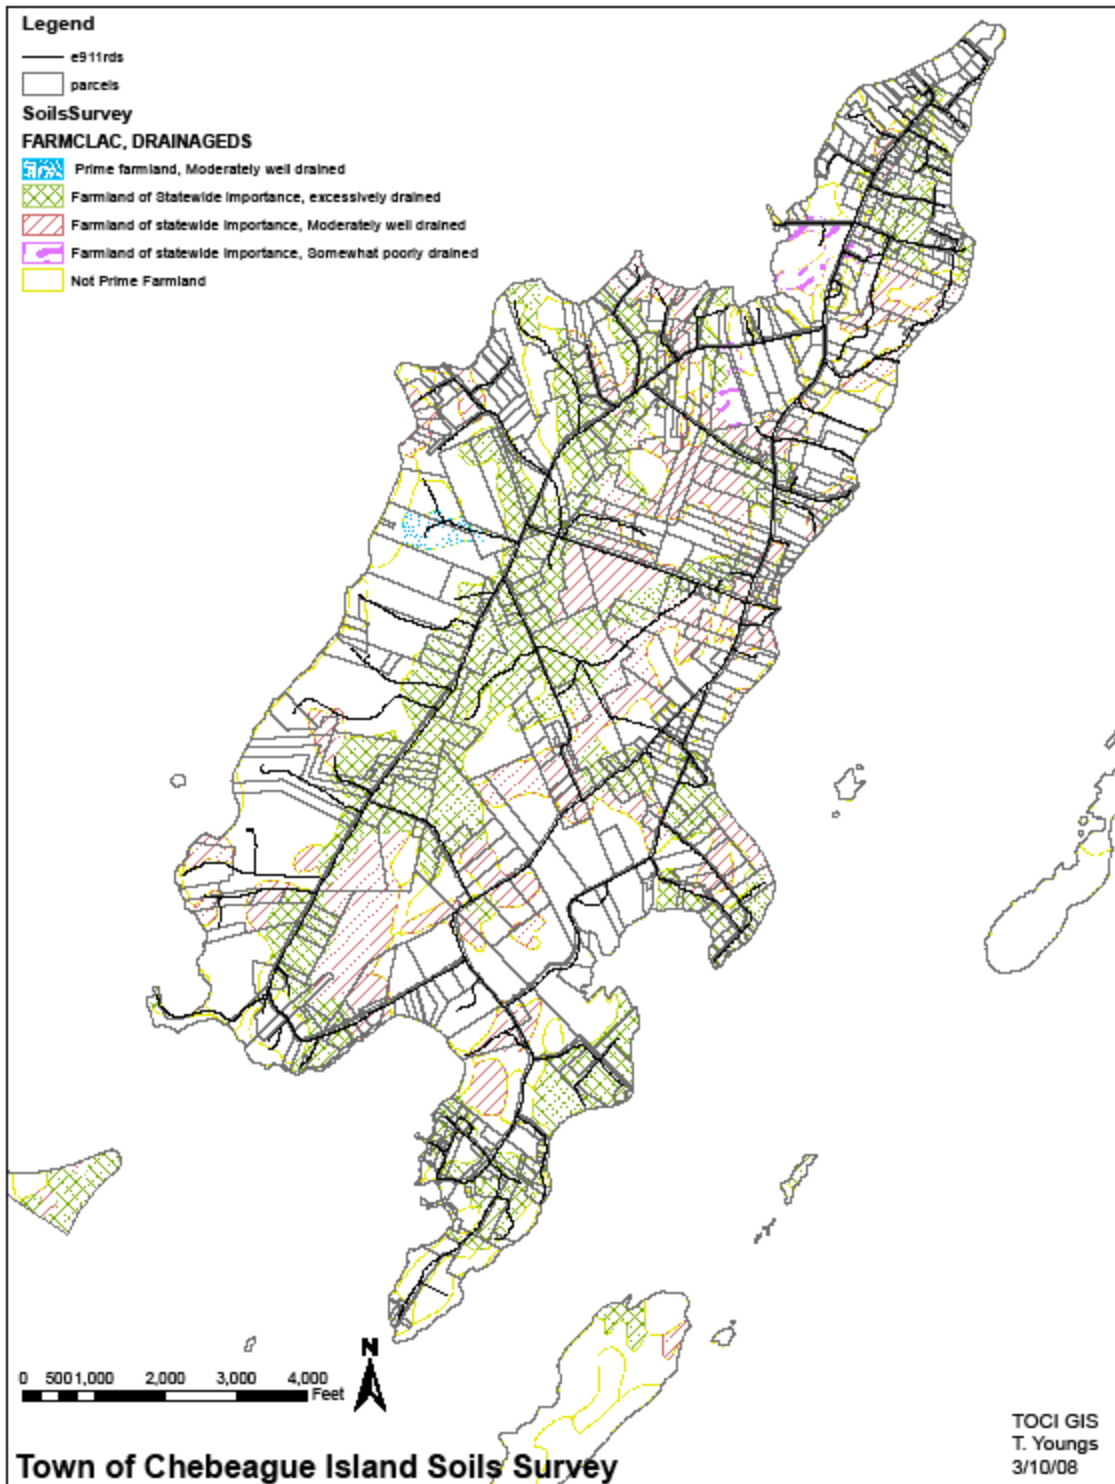 Legend
e911rds
parcels
SoilsSurvey
FARMCLAC, DRAINAGEDS
Prime farmland, Moderately well drained
Farmland of Statewide Importance, excessively drained
Farmland of statewide Importance, Moderately well drained
Farmland of statewide Importance, Somewhat poorly drained
Not Prime Farmland
N
0 500 1,000 2,000 3,000 4,000
Feet
Town of Chebeague Island Soils Survey
TOCI GIS
T. Youngs
3/10/08